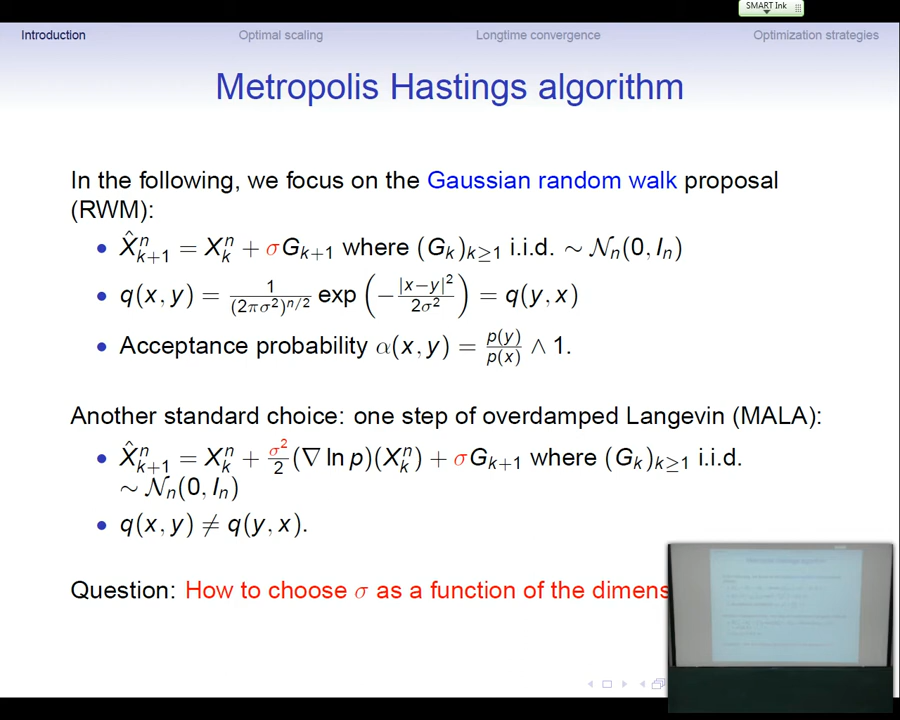 SMART Ink
Introduction Optimal scaling Longtime convergence Optimization strategies
Metropolis Hastings algorithm
In the following, we focus on the Gaussian random walk proposal
(RWM):
• X̂ⁿₖ₊₁ = Xⁿₖ + σGₖ₊₁ where (Gₖ)ₖ≥₁ i.i.d. ∼ 𝒩ₙ(0, Iₙ)
• q(x, y) = 1/(2πσ²)^{n/2} exp(−|x−y|²/2σ²) = q(y, x)
• Acceptance probability α(x, y) = p(y)/p(x) ∧ 1.
Another standard choice: one step of overdamped Langevin (MALA):
• X̂ⁿₖ₊₁ = Xⁿₖ + σ²/2 (∇ ln p)(Xⁿₖ) + σGₖ₊₁ where (Gₖ)ₖ≥₁ i.i.d.
∼ 𝒩ₙ(0, Iₙ)
• q(x, y) ≠ q(y, x).
Question: How to choose σ as a function of the dimens